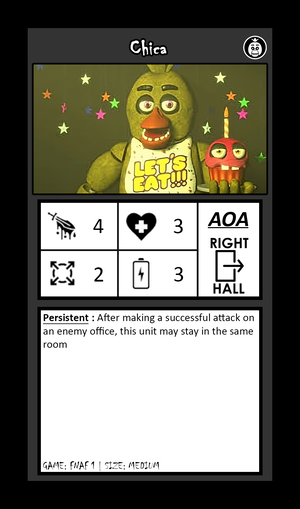 Chica
LET'S
EAT!!!
4
3
AOA
RIGHT
2
3
HALL
Persistent : After making a successful attack on
an enemy office, this unit may stay in the same
room
GAME: FNAF 1 | SIZE: MEDIUM